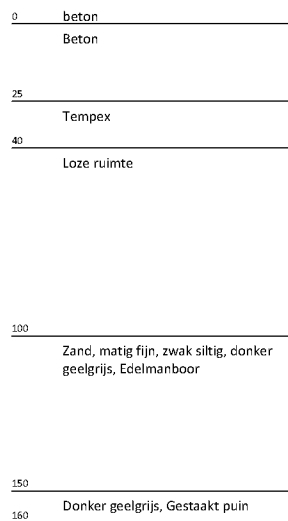 0 beton
Beton
25
Tempex
40
Loze ruimte
100
Zand, matig fijn, zwak siltig, donker
geelgrijs, Edelmanboor
150
Donker geelgrijs, Gestaakt puin
160